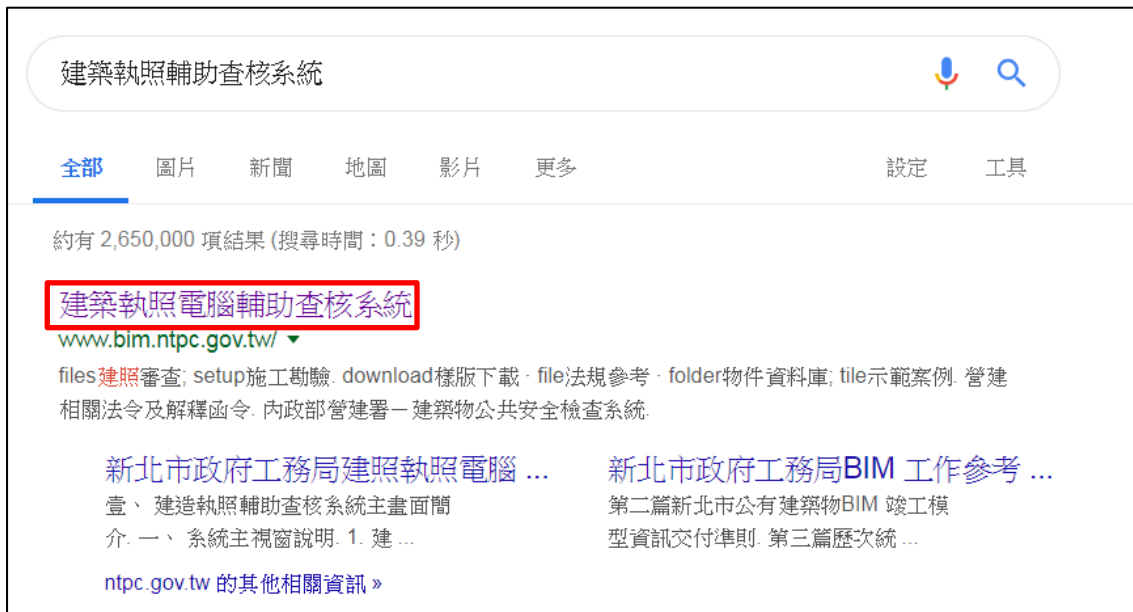 建築執照輔助查核系統
全部 圖片 新聞 地圖 影片 更多 設定 工具
約有 2,650,000 項結果 (搜尋時間：0.39 秒)
建築執照電腦輔助查核系統
www.bim.ntpc.gov.tw/
files建照審查; setup施工勘驗. download樣版下載 · file法規參考 · folder物件資料庫; tile示範案例. 營建
相關法令及解釋函令. 內政部營建署－建築物公共安全檢查系統.
新北市政府工務局建照執照電腦 ...
壹、 建造執照輔助查核系統主畫面簡
介. 一、 系統主視窗說明. 1. 建 ...
新北市政府工務局BIM 工作參考 ...
第二篇新北市公有建築物BIM 竣工模
型資訊交付準則. 第三篇歷次統 ...
ntpc.gov.tw 的其他相關資訊 »